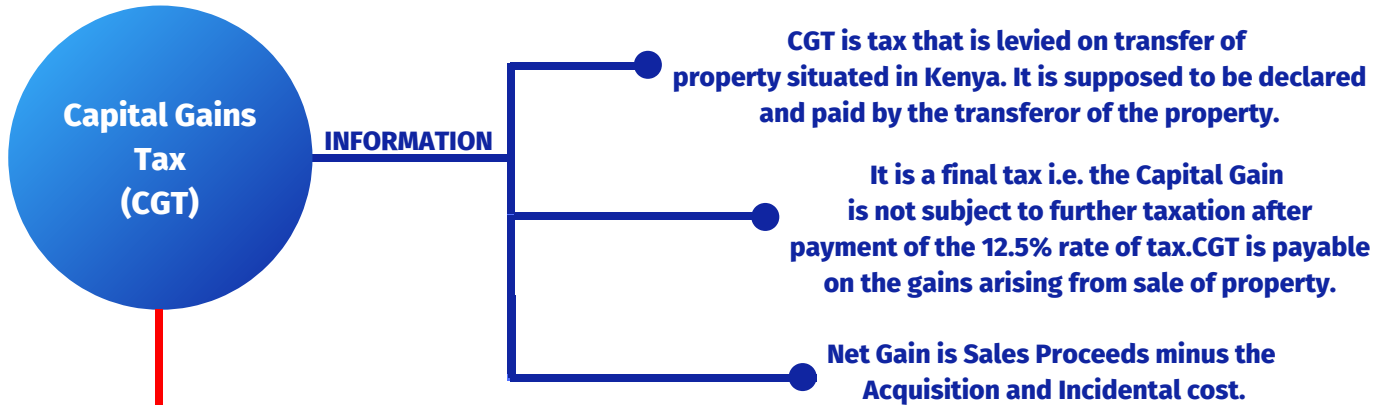 Capital Gains
Tax
(CGT)
INFORMATION
CGT is tax that is levied on transfer of
property situated in Kenya. It is supposed to be declared
and paid by the transferor of the property.
It is a final tax i.e. the Capital Gain
is not subject to further taxation after
payment of the 12.5% rate of tax.CGT is payable
on the gains arising from sale of property.
Net Gain is Sales Proceeds minus the
Acquisition and Incidental cost.